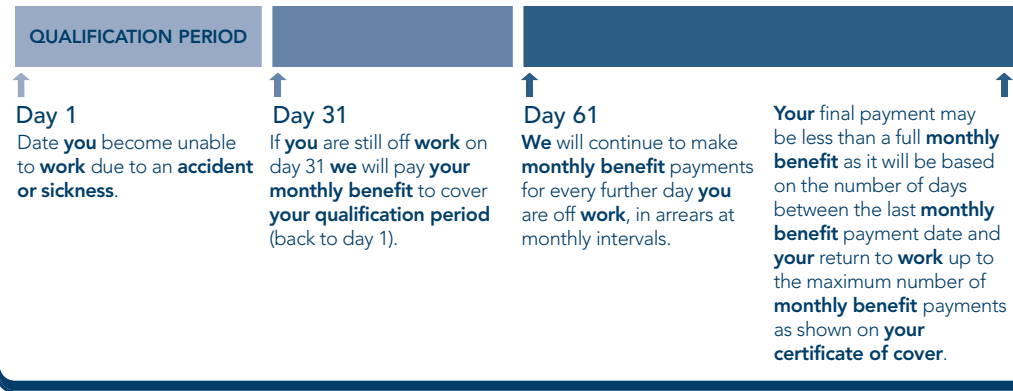 QUALIFICATION PERIOD
Day 1
Date you become unable
to work due to an accident
or sickness.
Day 31
If you are still off work on
day 31 we will pay your
monthly benefit to cover
your qualification period
(back to day 1).
Day 61
We will continue to make
monthly benefit payments
for every further day you
are off work, in arrears at
monthly intervals.
Your final payment may
be less than a full monthly
benefit as it will be based
on the number of days
between the last monthly
benefit payment date and
your return to work up to
the maximum number of
monthly benefit payments
as shown on your
certificate of cover.